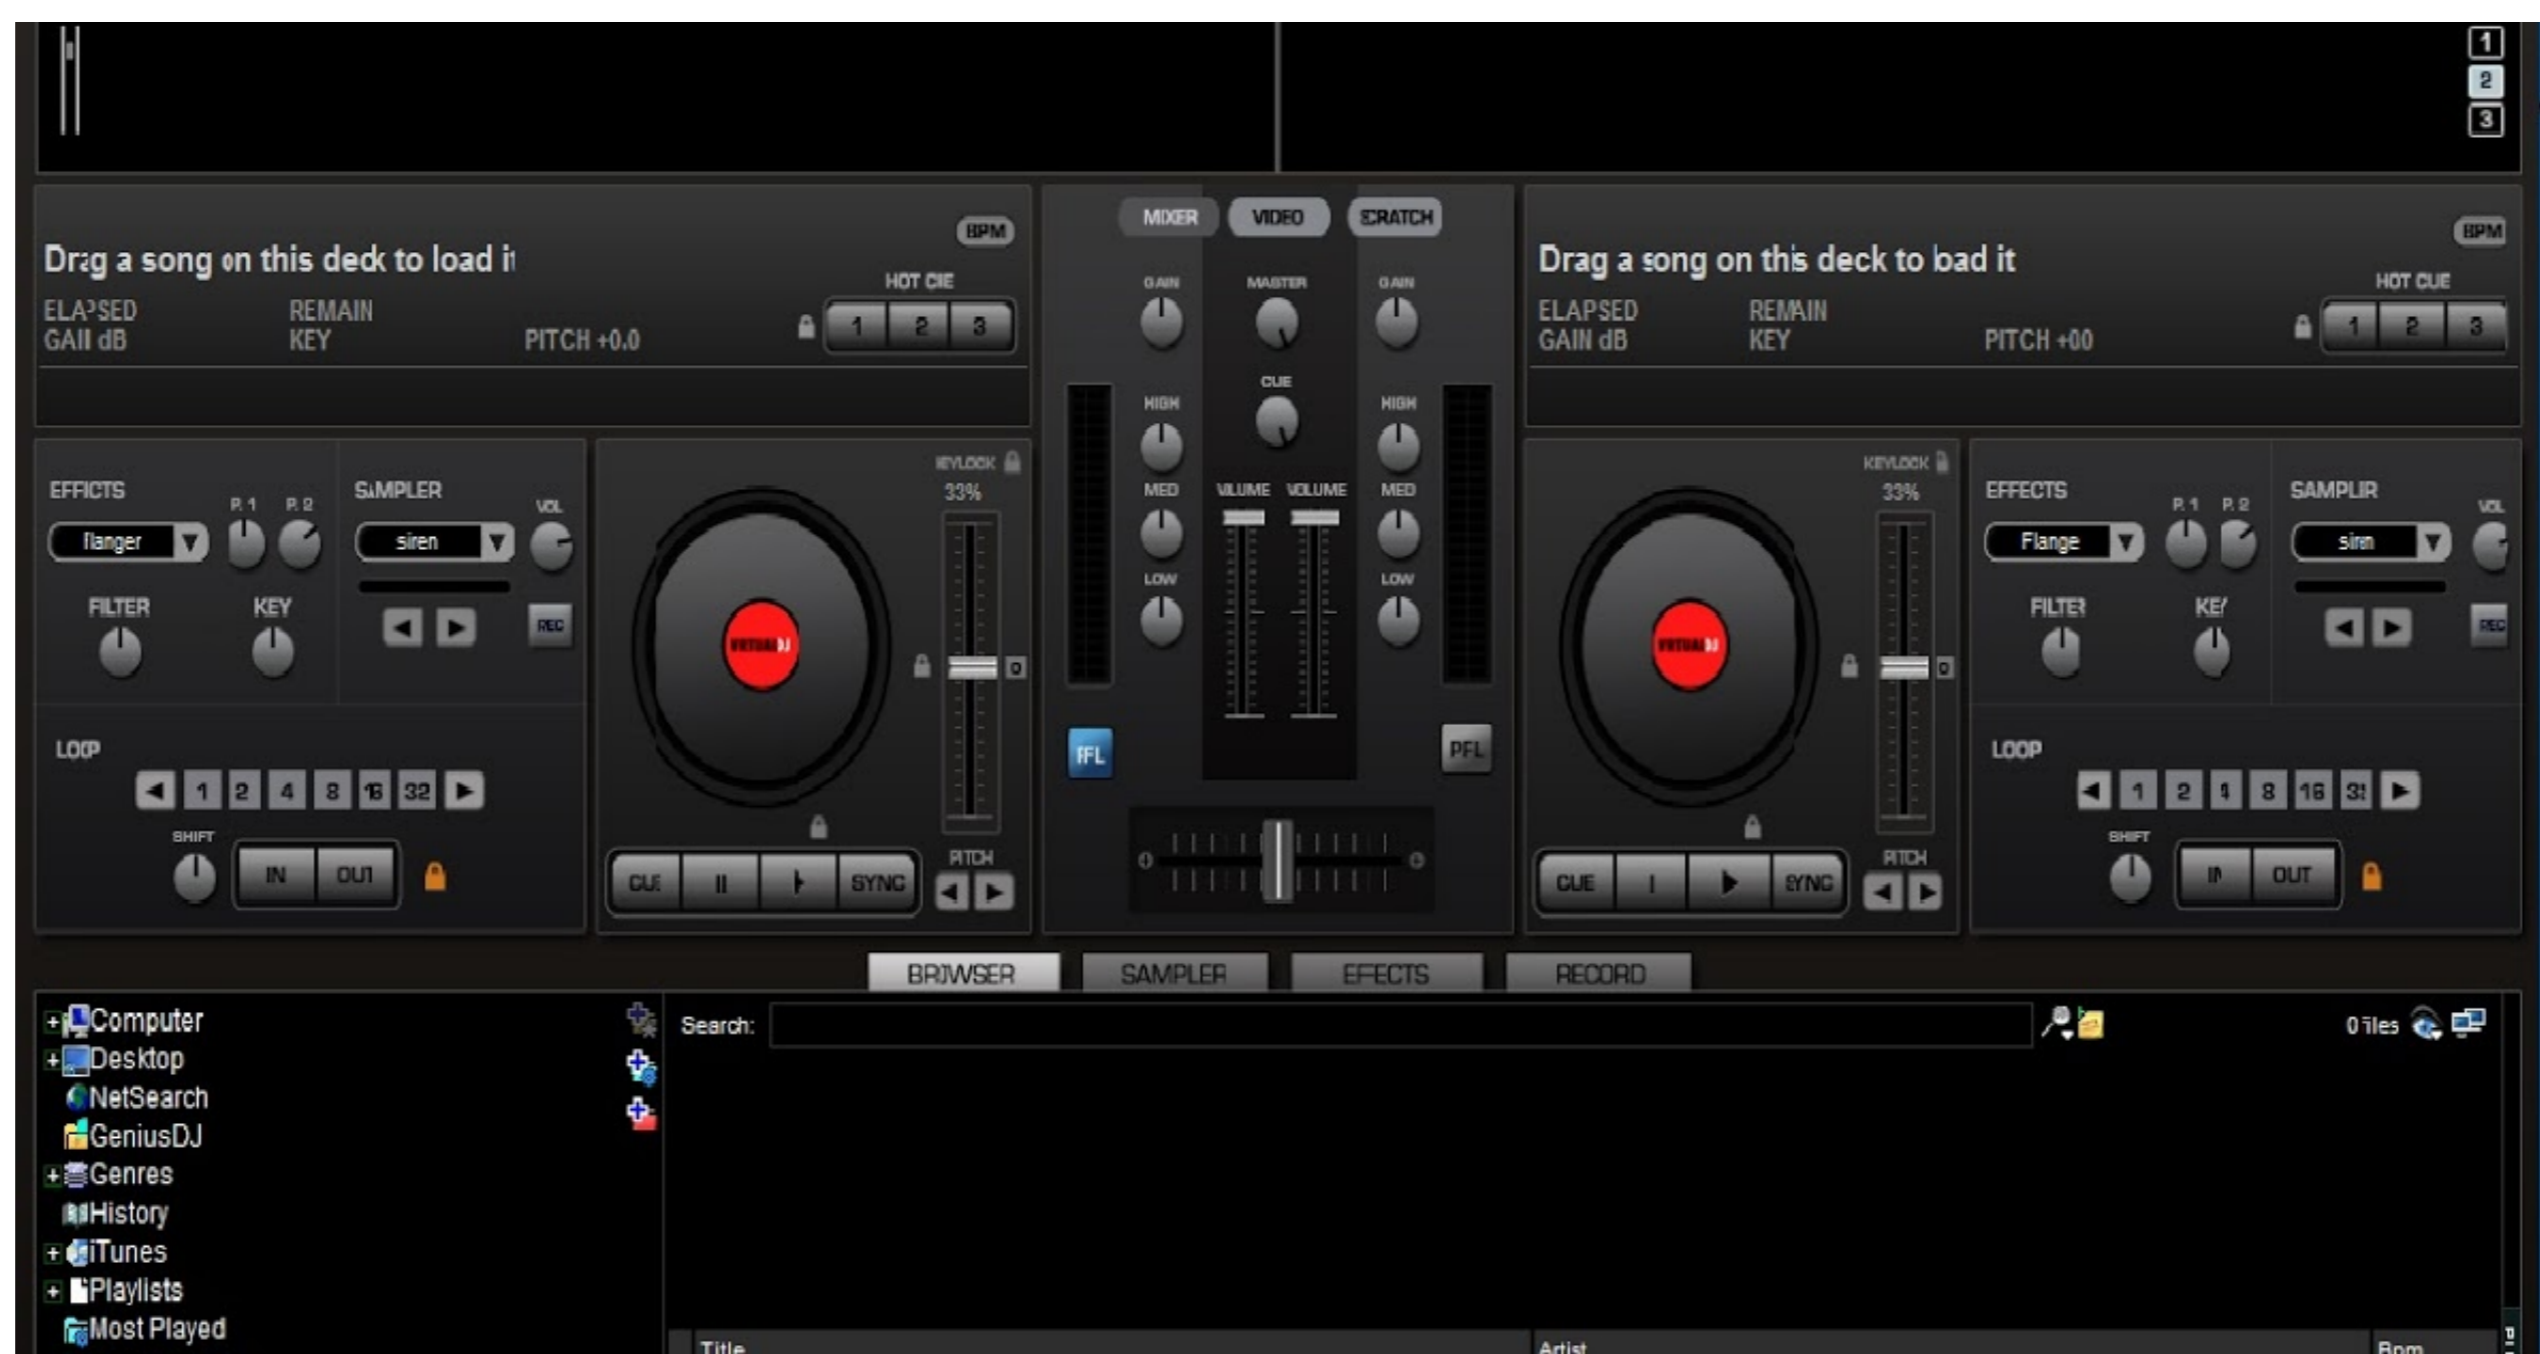 1
2
3
MIXER VIDEO SCRATCH
BPM
Drag a song on this deck to load it
HOT CUE
ELAPSED REMAIN
1 2 3
GAIN dB KEY PITCH +0.0
GAIN MASTER GAIN
CUE
HIGH HIGH
MED VOLUME VOLUME MED
LOW LOW
PFL PFL
BPM
Drag a song on this deck to load it
HOT CUE
ELAPSED REMAIN
1 2 3
GAIN dB KEY PITCH +00
EFFECTS P. 1 P. 2 SAMPLER VOL
flanger siren
FILTER KEY REC
LOOP
1 2 4 8 16 32
SHIFT
IN OUT
KEYLOCK
33%
VIRTUALDJ
0
PITCH
CUE SYNC
KEYLOCK
33%
VIRTUALDJ
0
PITCH
CUE SYNC
EFFECTS P. 1 P. 2 SAMPLER VOL
Flange siren
FILTER KEY REC
LOOP
1 2 4 8 16 32
SHIFT
IN OUT
BROWSER SAMPLER EFFECTS RECORD
Computer
Desktop
NetSearch
GeniusDJ
Genres
History
iTunes
Playlists
Most Played
Search: 0 files
Title Artist Bpm